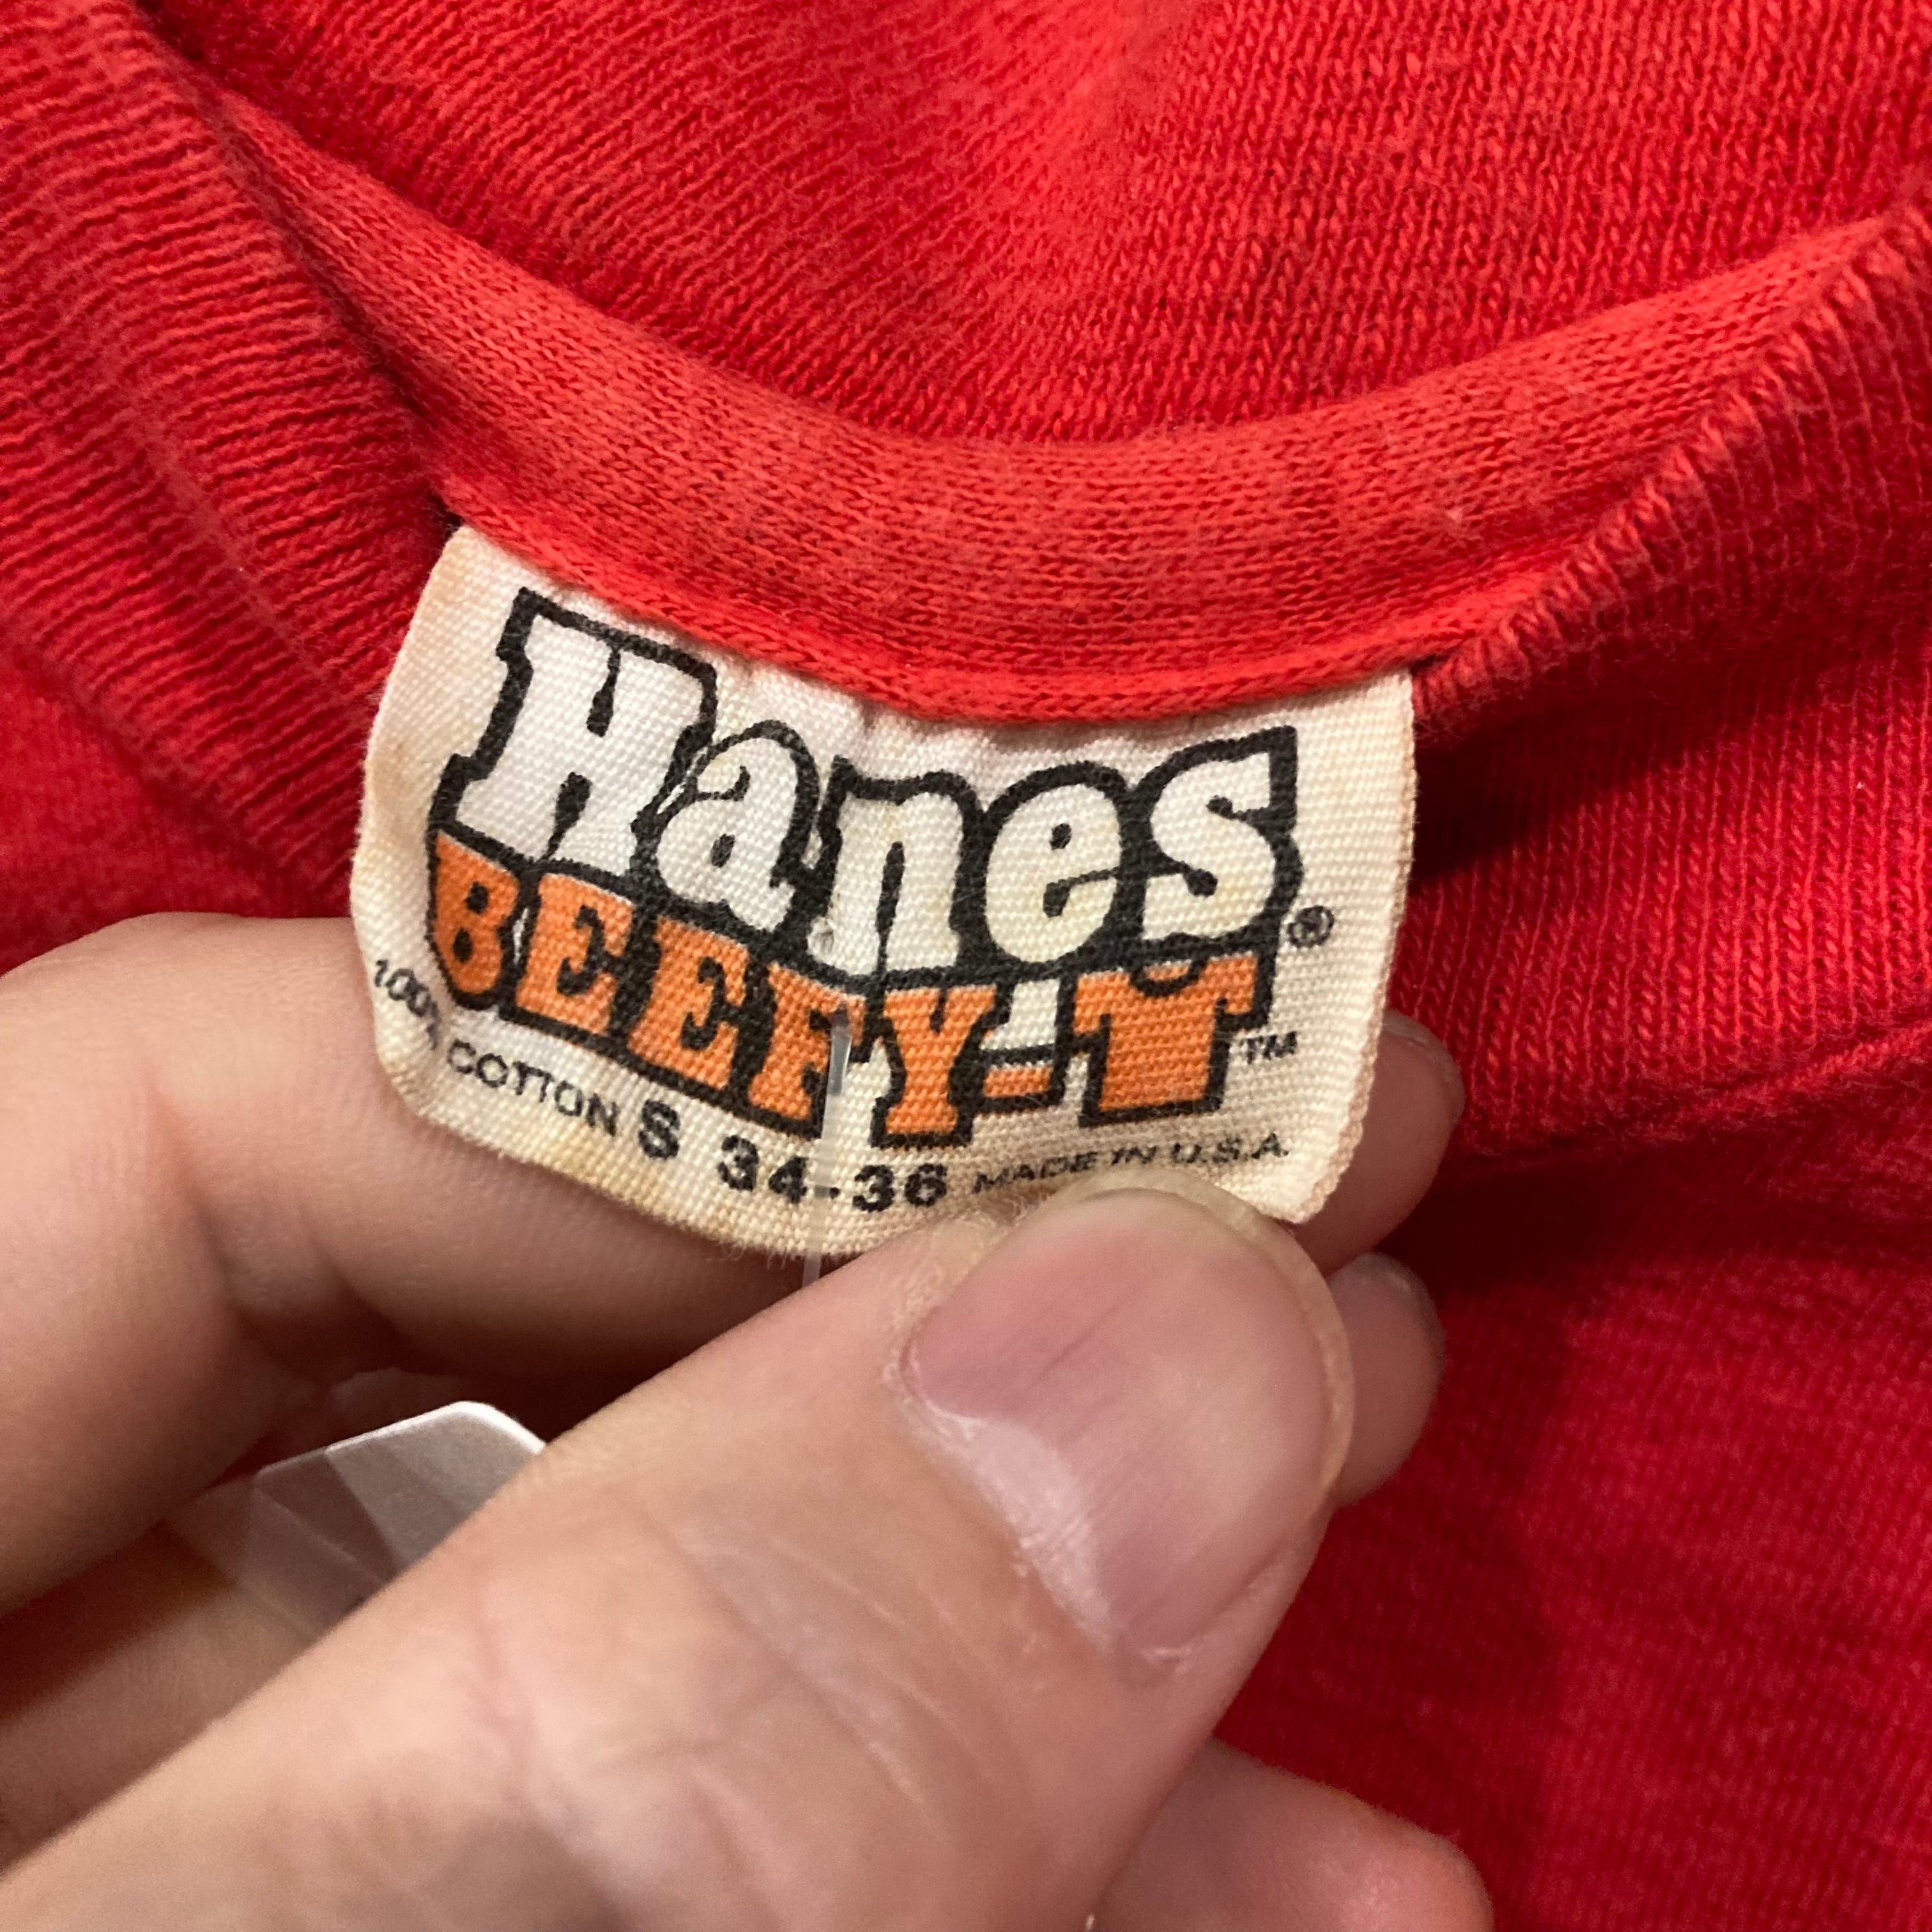 Hanes®
BEEFY-T™
100% COTTON S 34-36 MADE IN U.S.A.